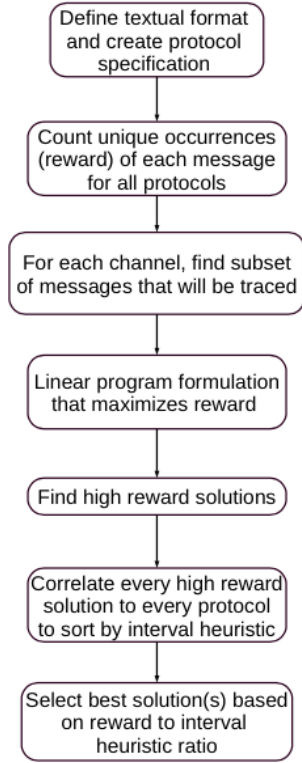 Define textual format
and create protocol
specification
Count unique occurrences
(reward) of each message
for all protocols
For each channel, find subset
of messages that will be traced
Linear program formulation
that maximizes reward
Find high reward solutions
Correlate every high reward
solution to every protocol
to sort by interval heuristic
Select best solution(s) based
on reward to interval
heuristic ratio